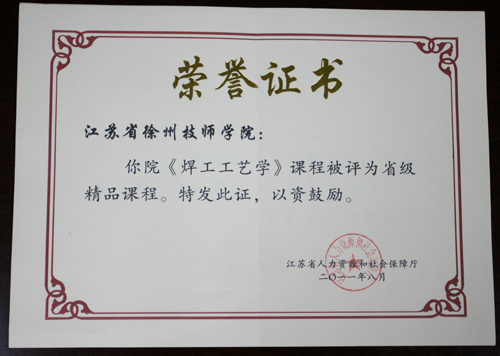 荣誉证书
江苏省徐州技师学院：
你院《焊工工艺学》课程被评为省级
精品课程。特发此证，以资鼓励。
江苏省人力资源和社会保障厅
二〇一一年八月